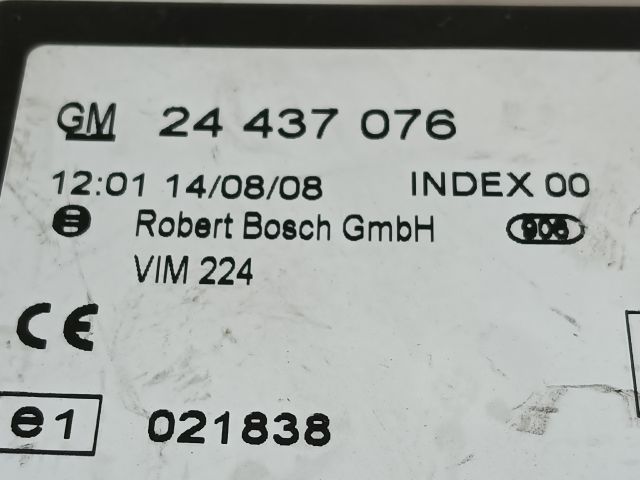 GM 24 437 076
12:01 14/08/08 INDEX 00
Robert Bosch GmbH
VIM 224
CE
e1 021838